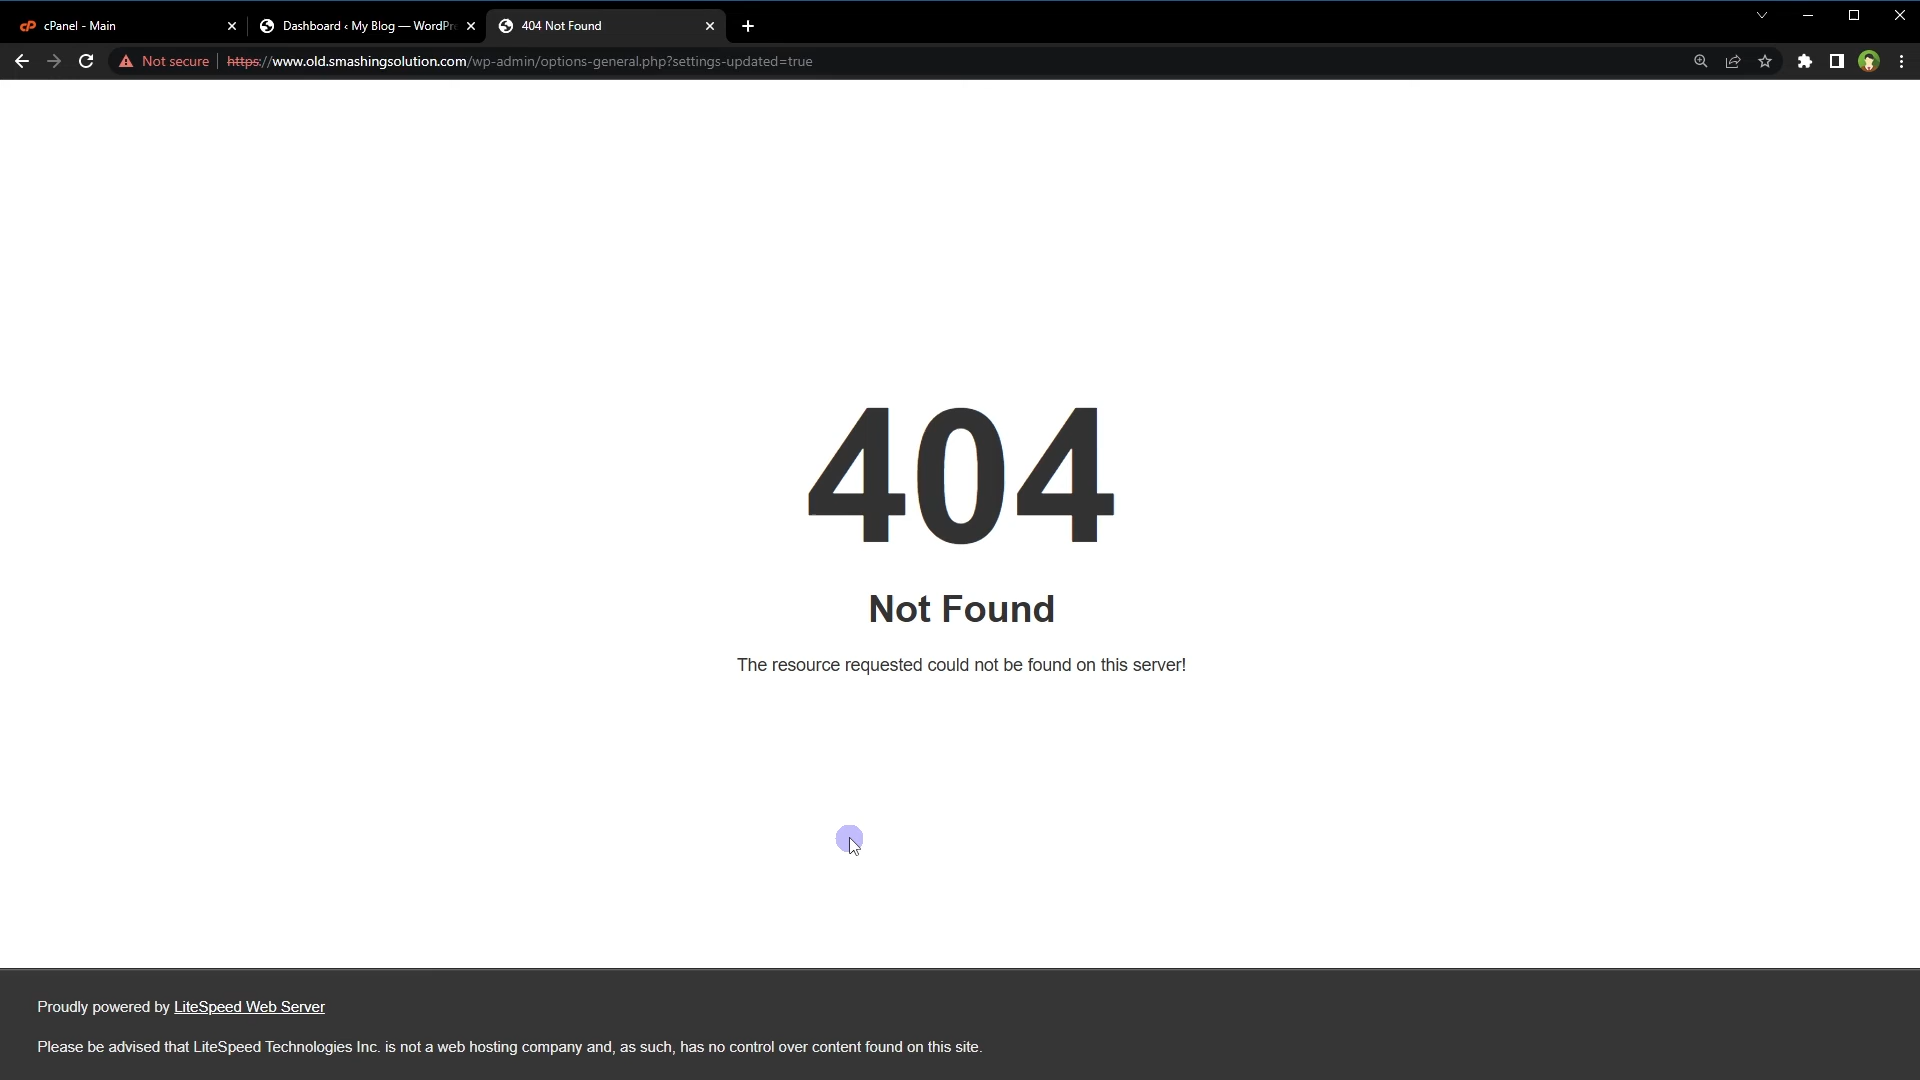 cPanel - Main
Dashboard ‹ My Blog — WordPr
404 Not Found
Not secure
https://www.old.smashingsolution.com/wp-admin/options-general.php?settings-updated=true
404
Not Found
The resource requested could not be found on this server!
Proudly powered by LiteSpeed Web Server
Please be advised that LiteSpeed Technologies Inc. is not a web hosting company and, as such, has no control over content found on this site.